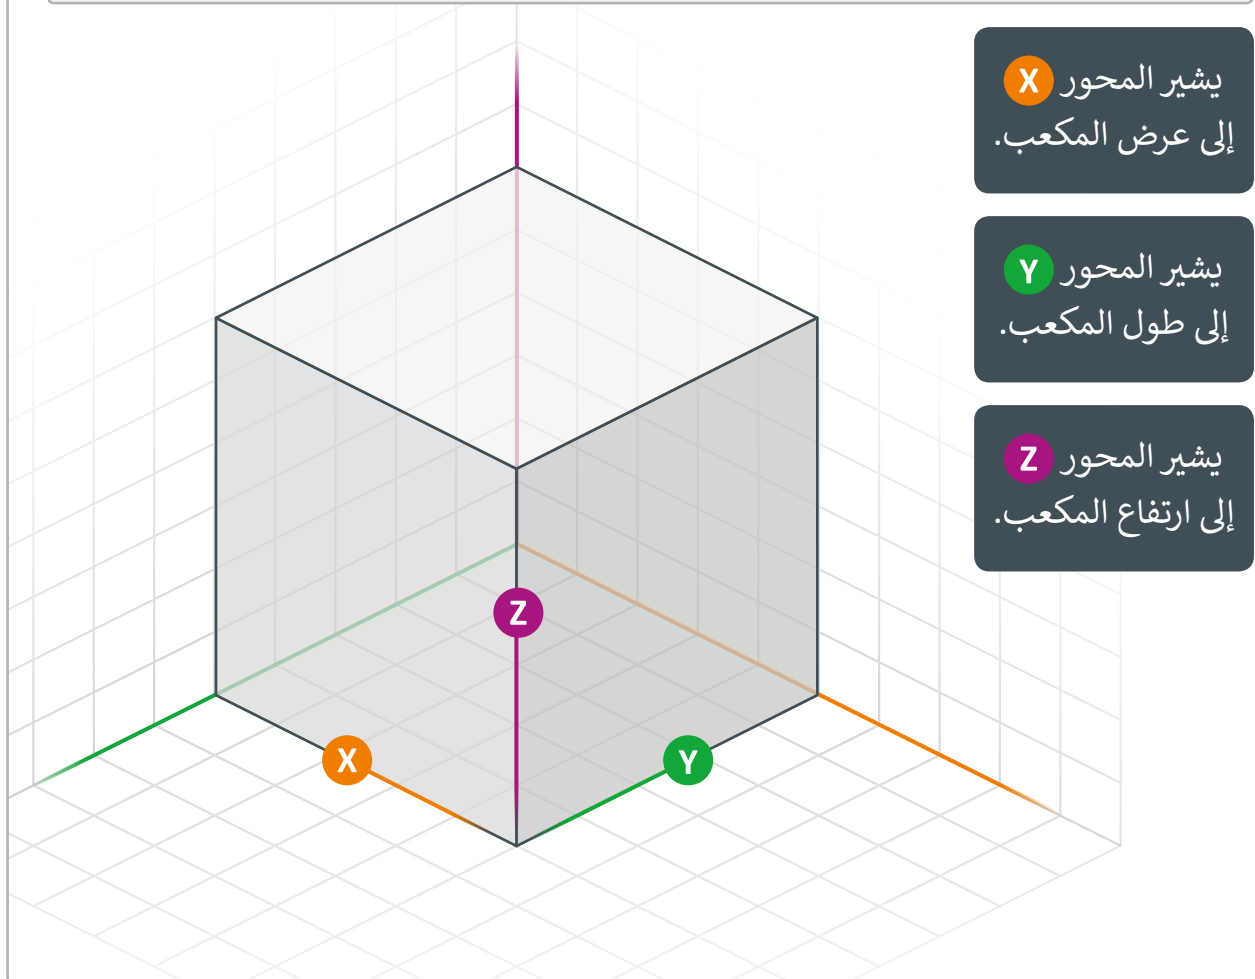 يشير المحور X
إلى عرض المكعب.
يشير المحور Y
إلى طول المكعب.
يشير المحور Z
إلى ارتفاع المكعب.
Z
X
Y